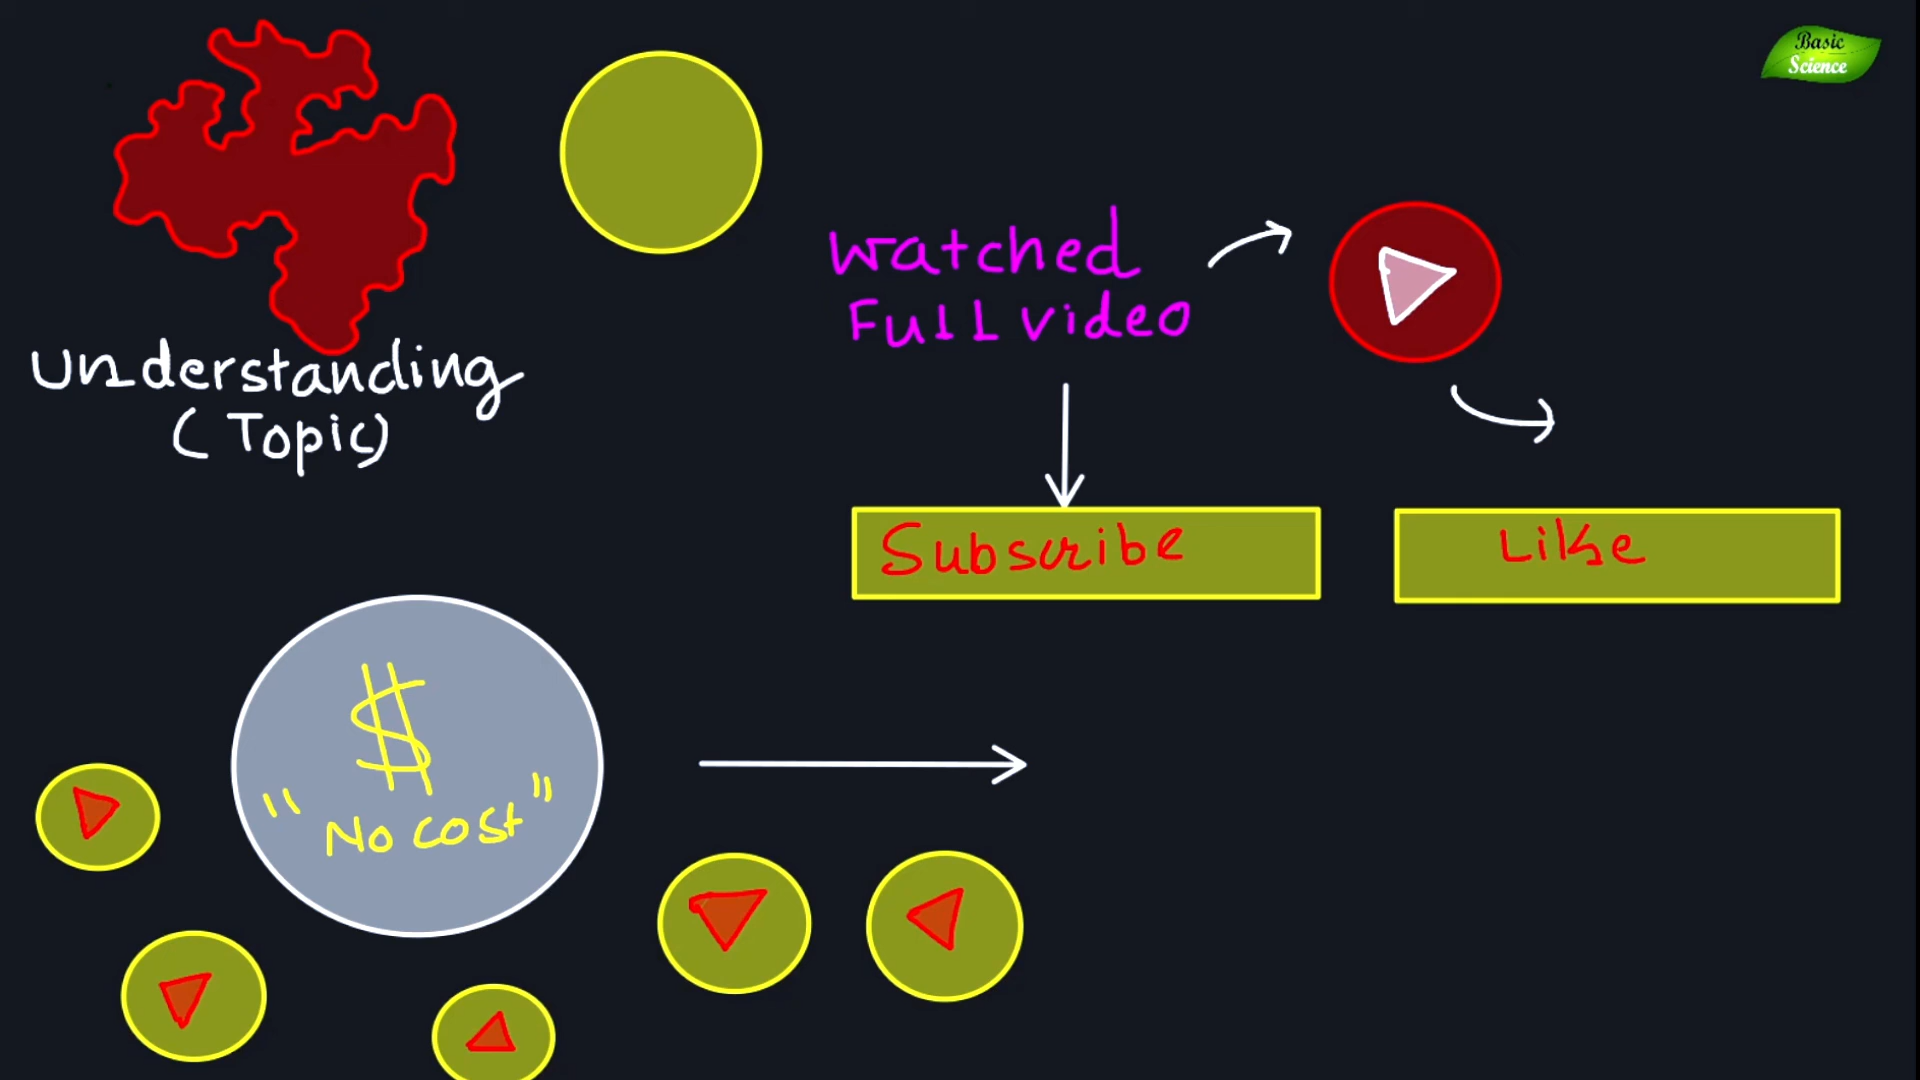 Basic
Science
Watched
Full video
Understanding
(Topic)
Subscribe
Like
$
"No cost"